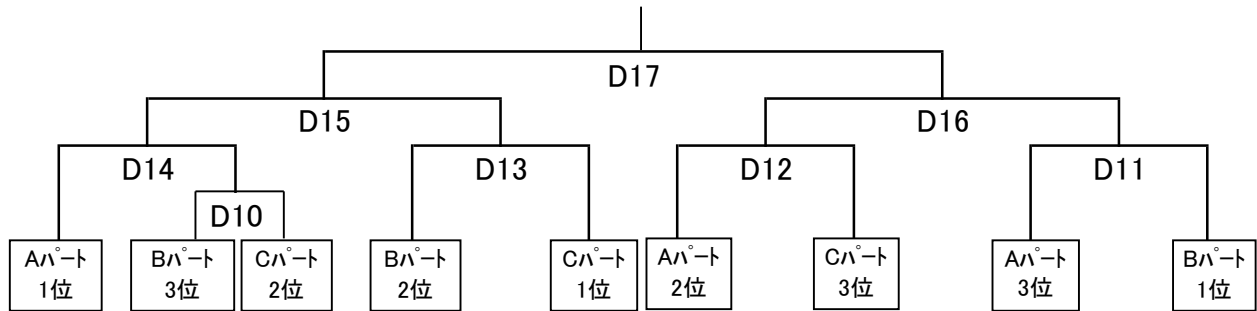 D17
D15
D16
D14
D13
D12
D11
D10
Aパート
1位
Bパート
3位
Cパート
2位
Bパート
2位
Cパート
1位
Aパート
2位
Cパート
3位
Aパート
3位
Bパート
1位